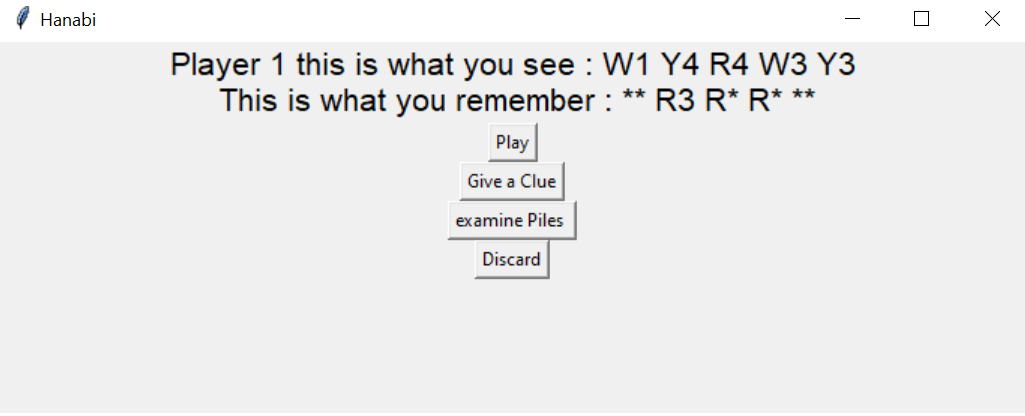 Hanabi
Player 1 this is what you see : W1 Y4 R4 W3 Y3
This is what you remember : ** R3 R* R* **
Play
Give a Clue
examine Piles
Discard